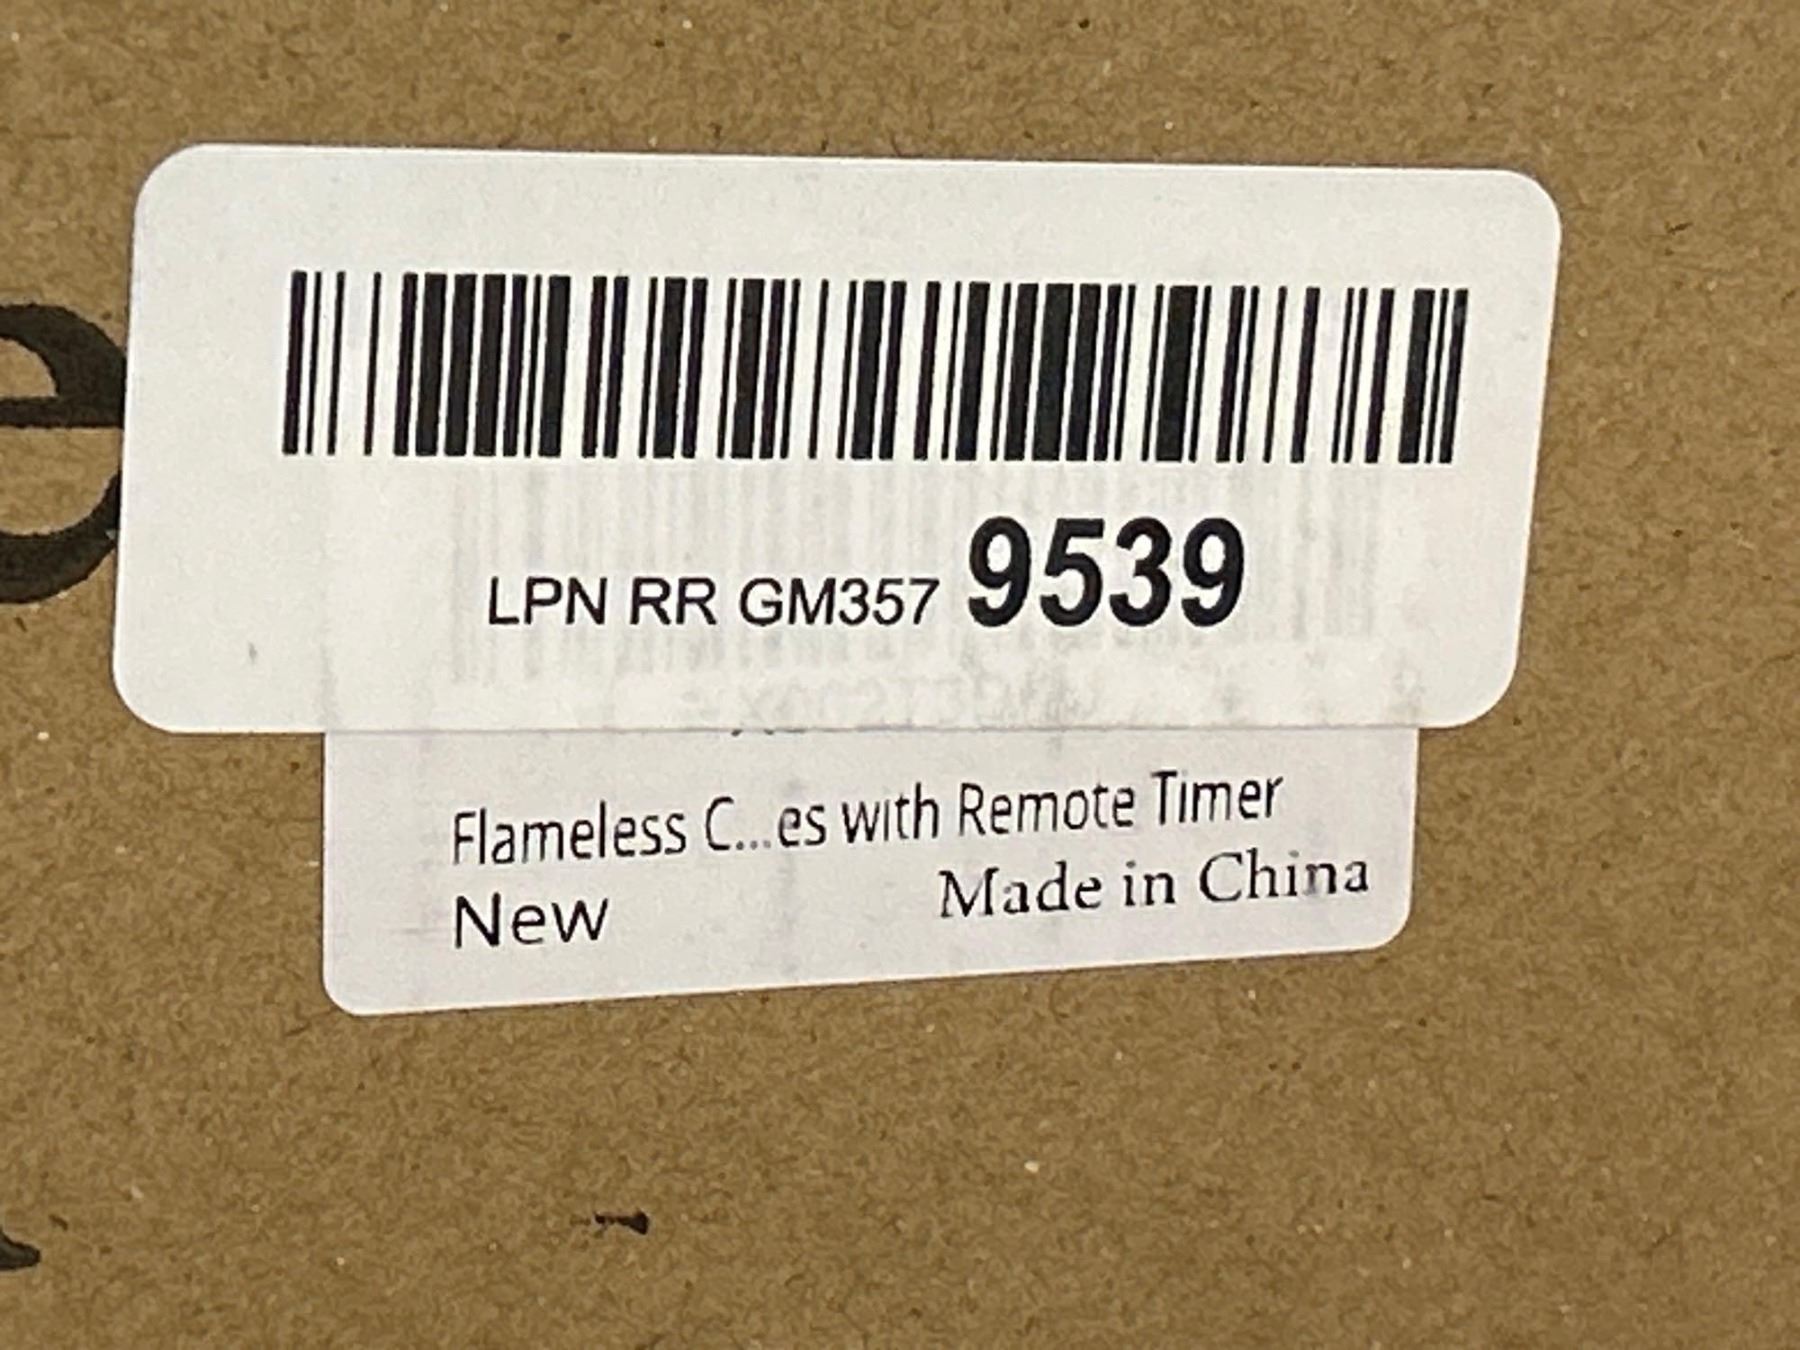 LPN RR GM357 9539
Flameless C...es with Remote Timer
New
Made in China